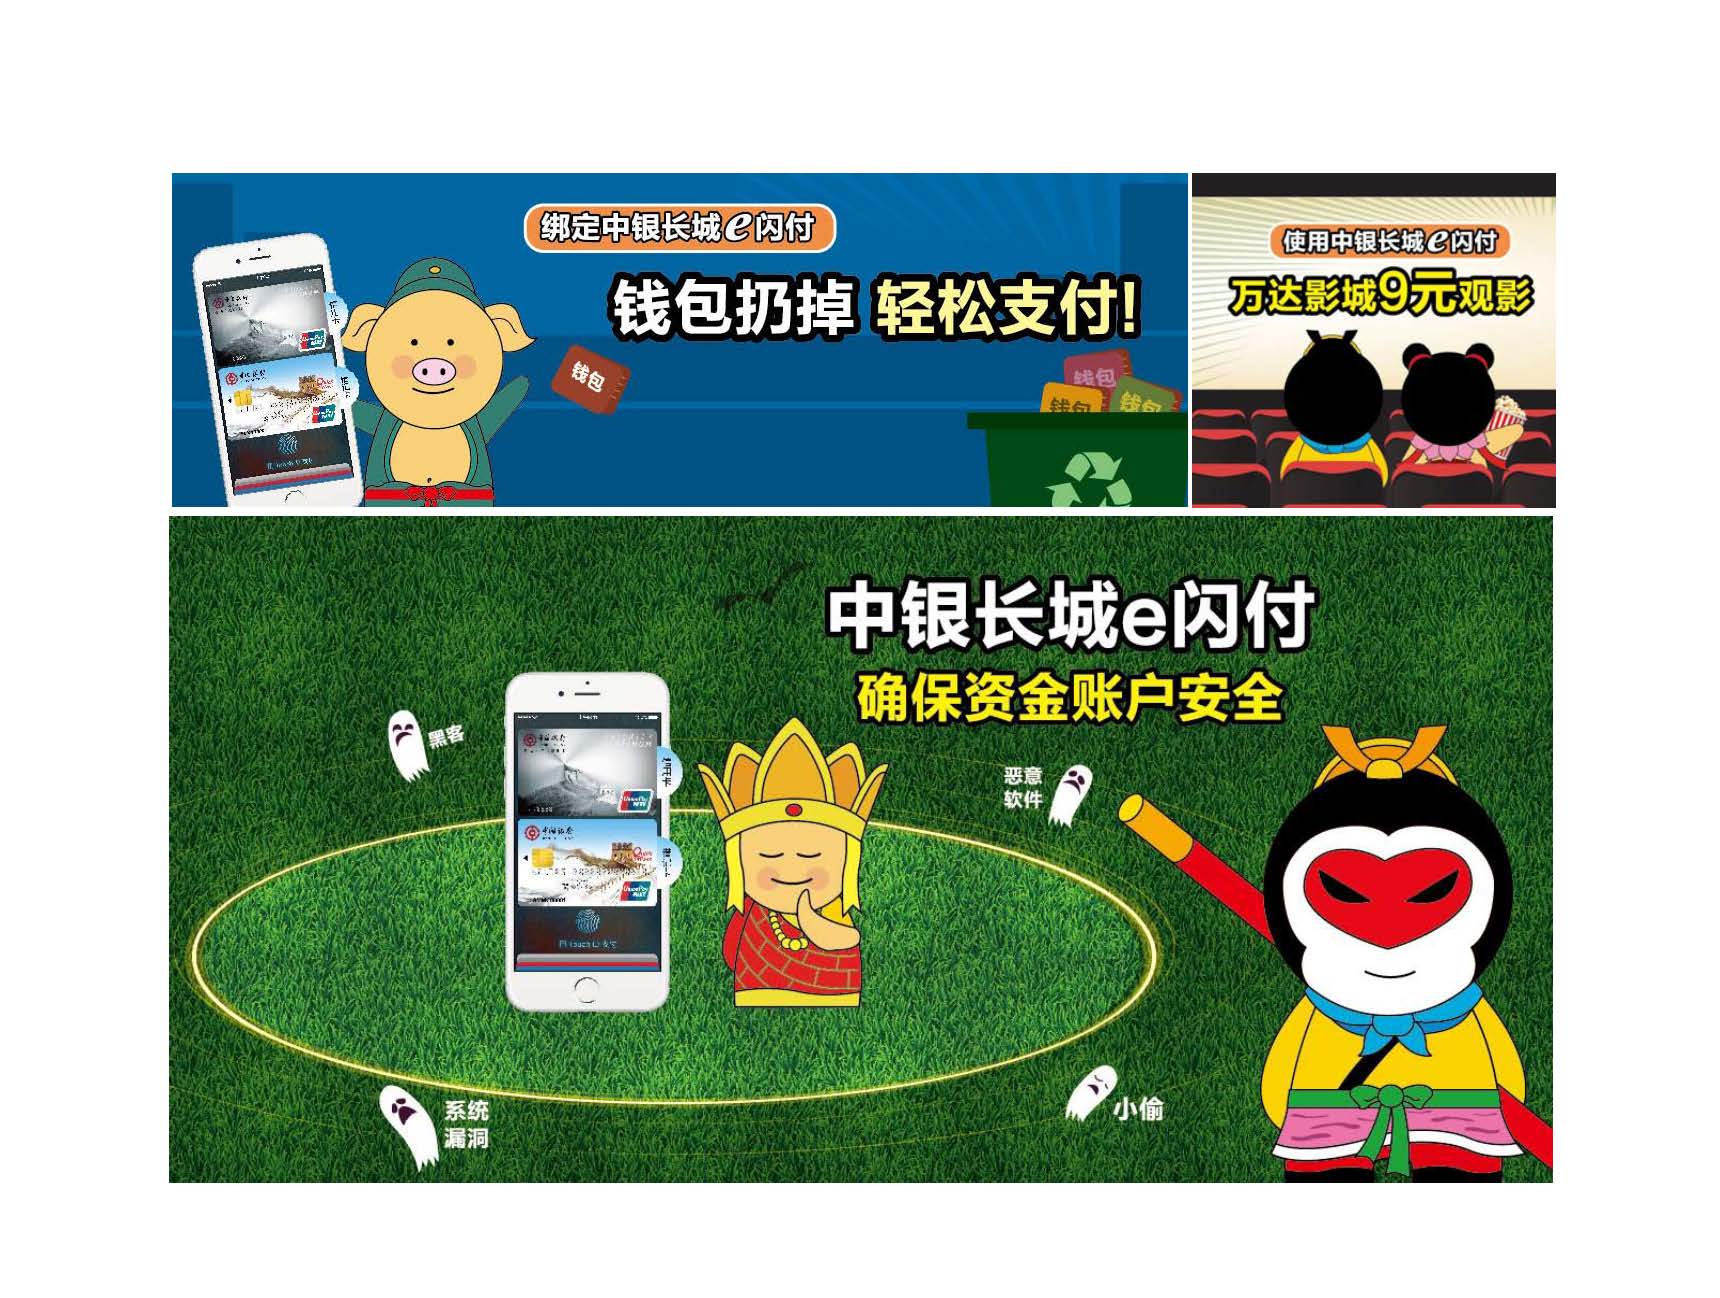 绑定中银长城e闪付
钱包扔掉 轻松支付!
钱包
钱包
钱包
钱包
使用中银长城e闪付
万达影城9元观影
中银长城e闪付
确保资金账户安全
黑客
恶意
软件
系统
漏洞
小偷